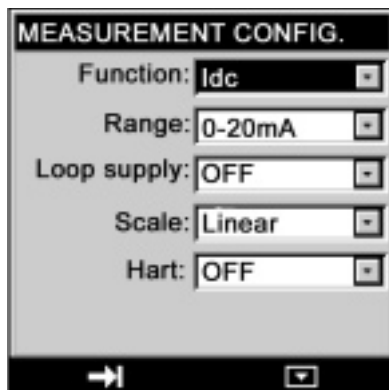 MEASUREMENT CONFIG.
Function: Idc
Range: 0-20mA
Loop supply: OFF
Scale: Linear
Hart: OFF